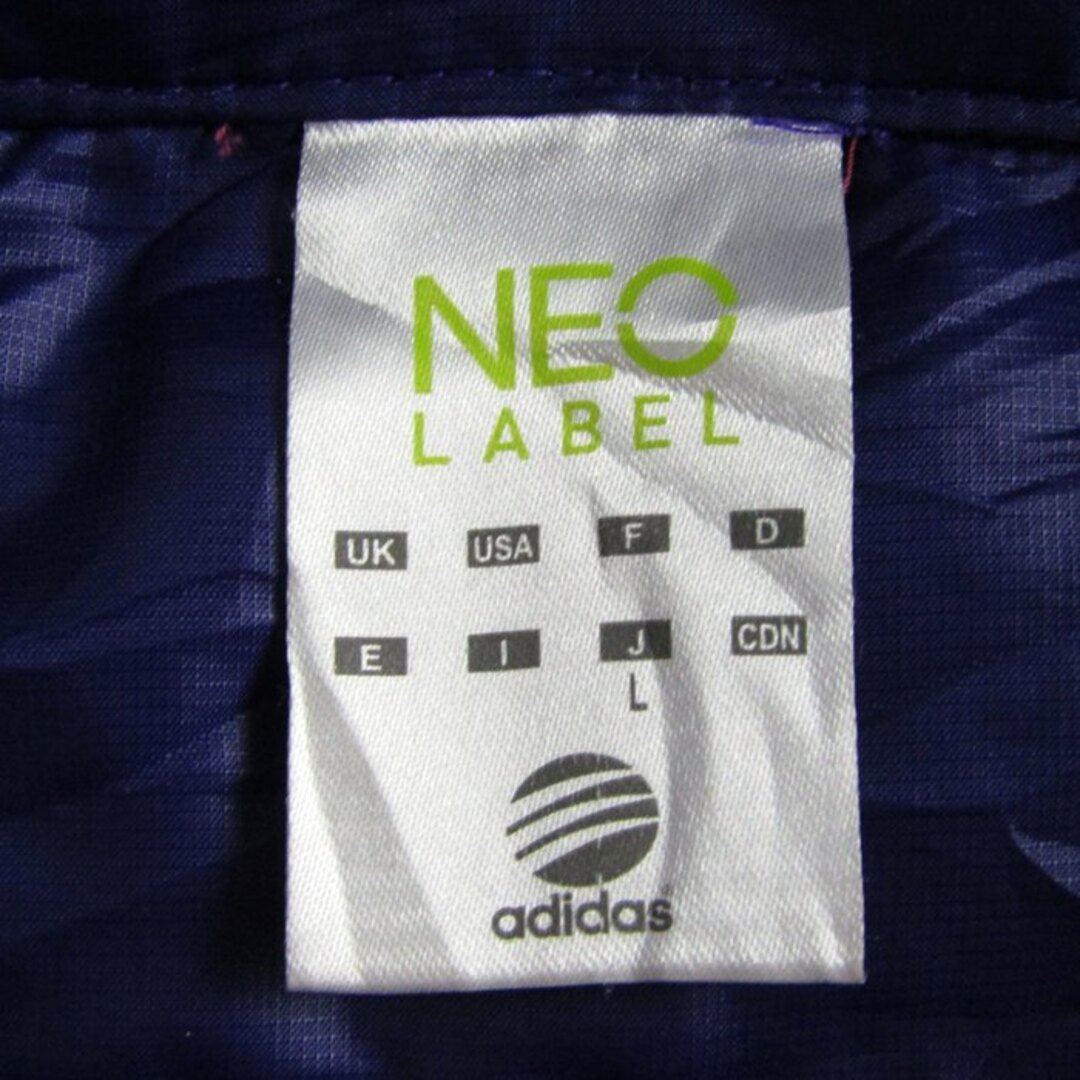 NEO
LABEL
UK USA F D
E I J CDN
L
adidas